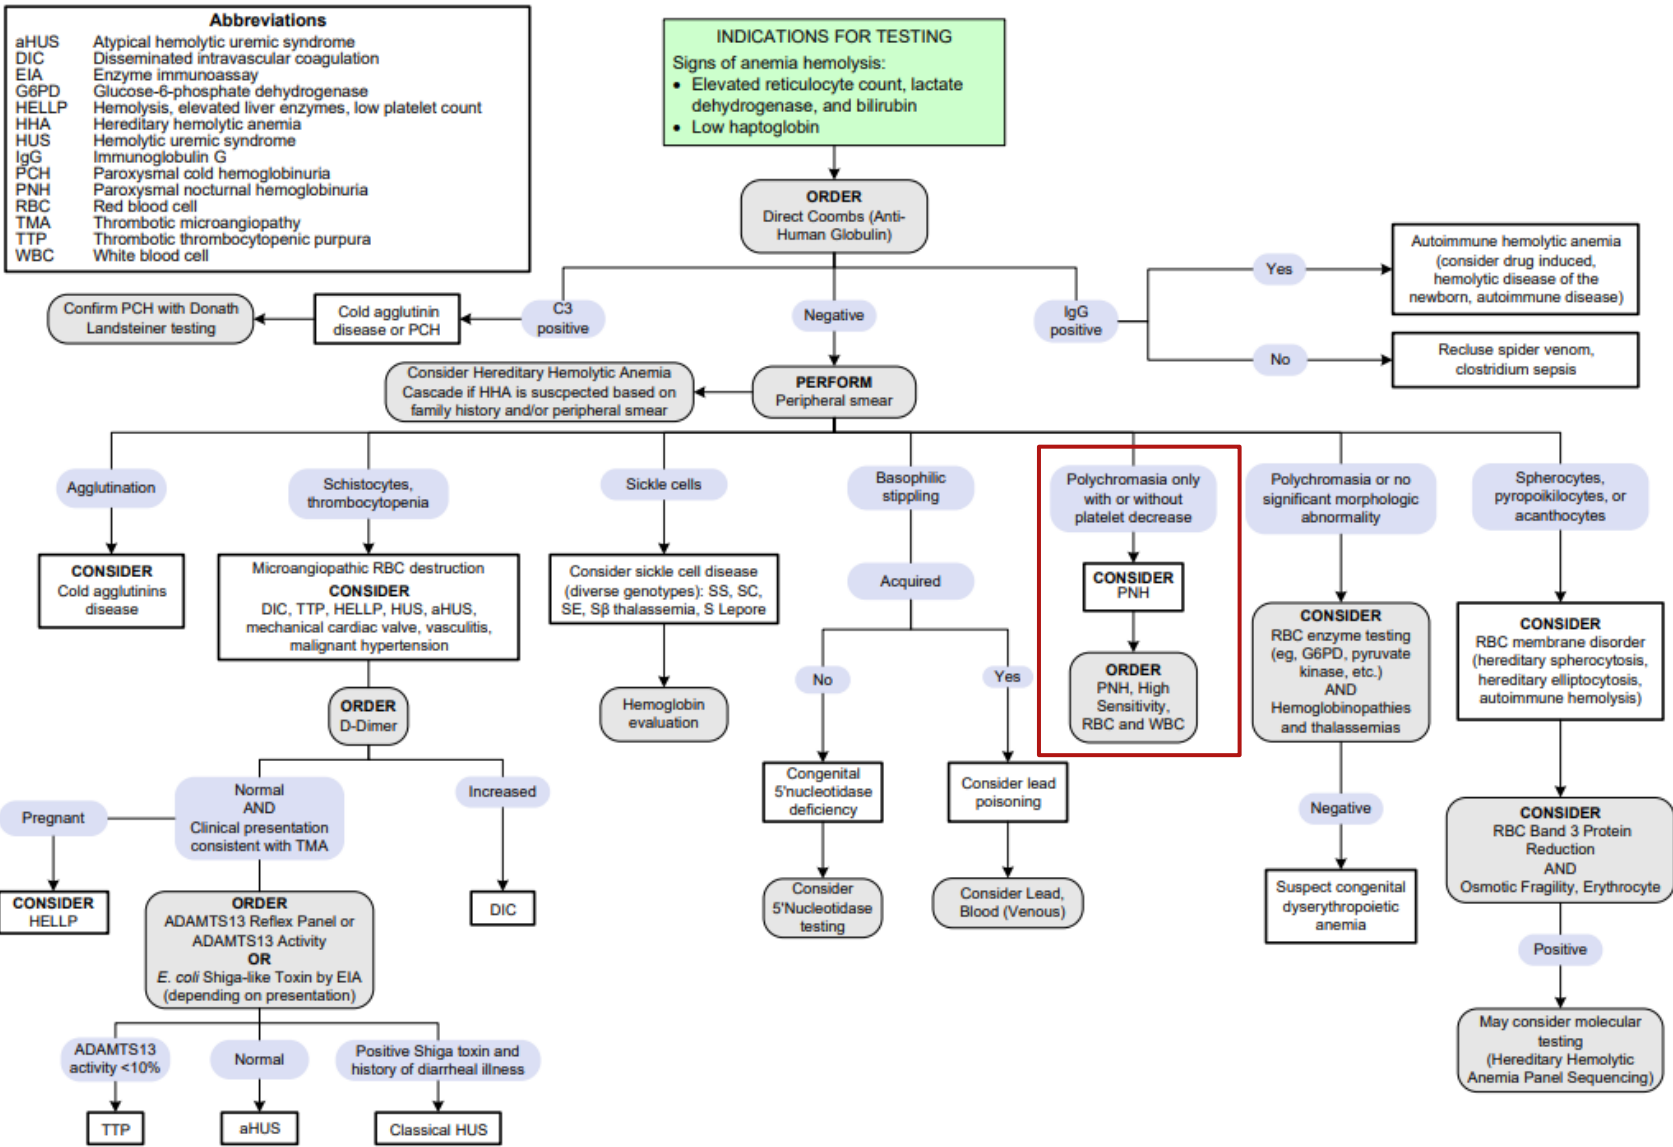 Abbreviations
aHUS Atypical hemolytic uremic syndrome
DIC Disseminated intravascular coagulation
EIA Enzyme immunoassay
G6PD Glucose-6-phosphate dehydrogenase
HELLP Hemolysis, elevated liver enzymes, low platelet count
HHA Hereditary hemolytic anemia
HUS Hemolytic uremic syndrome
IgG Immunoglobulin G
PCH Paroxysmal cold hemoglobinuria
PNH Paroxysmal nocturnal hemoglobinuria
RBC Red blood cell
TMA Thrombotic microangiopathy
TTP Thrombotic thrombocytopenic purpura
WBC White blood cell
INDICATIONS FOR TESTING
Signs of anemia hemolysis:
• Elevated reticulocyte count, lactate
dehydrogenase, and bilirubin
• Low haptoglobin
ORDER
Direct Coombs (Anti-
Human Globulin)
Confirm PCH with Donath
Landsteiner testing
Cold agglutinin
disease or PCH
C3
positive
Negative
IgG
positive
Yes
Autoimmune hemolytic anemia
(consider drug induced,
hemolytic disease of the
newborn, autoimmune disease)
No
Recluse spider venom,
clostridium sepsis
Consider Hereditary Hemolytic Anemia
Cascade if HHA is suscpected based on
family history and/or peripheral smear
PERFORM
Peripheral smear
Agglutination
CONSIDER
Cold agglutinins
disease
Schistocytes,
thrombocytopenia
Microangiopathic RBC destruction
CONSIDER
DIC, TTP, HELLP, HUS, aHUS,
mechanical cardiac valve, vasculitis,
malignant hypertension
ORDER
D-Dimer
Pregnant
CONSIDER
HELLP
Normal
AND
Clinical presentation
consistent with TMA
Increased
DIC
ORDER
ADAMTS13 Reflex Panel or
ADAMTS13 Activity
OR
E. coli Shiga-like Toxin by EIA
(depending on presentation)
ADAMTS13
activity <10%
TTP
Normal
aHUS
Positive Shiga toxin and
history of diarrheal illness
Classical HUS
Sickle cells
Consider sickle cell disease
(diverse genotypes): SS, SC,
SE, Sβ thalassemia, S Lepore
Hemoglobin
evaluation
Basophilic
stippling
Acquired
No
Congenital
5'nucleotidase
deficiency
Consider
5'Nucleotidase
testing
Yes
Consider lead
poisoning
Consider Lead,
Blood (Venous)
Polychromasia only
with or without
platelet decrease
CONSIDER
PNH
ORDER
PNH, High
Sensitivity,
RBC and WBC
Polychromasia or no
significant morphologic
abnormality
CONSIDER
RBC enzyme testing
(eg, G6PD, pyruvate
kinase, etc.)
AND
Hemoglobinopathies
and thalassemias
Negative
Suspect congenital
dyserythropoietic
anemia
Spherocytes,
pyropoikilocytes, or
acanthocytes
CONSIDER
RBC membrane disorder
(hereditary spherocytosis,
hereditary elliptocytosis,
autoimmune hemolysis)
CONSIDER
RBC Band 3 Protein
Reduction
AND
Osmotic Fragility, Erythrocyte
Positive
May consider molecular
testing
(Hereditary Hemolytic
Anemia Panel Sequencing)